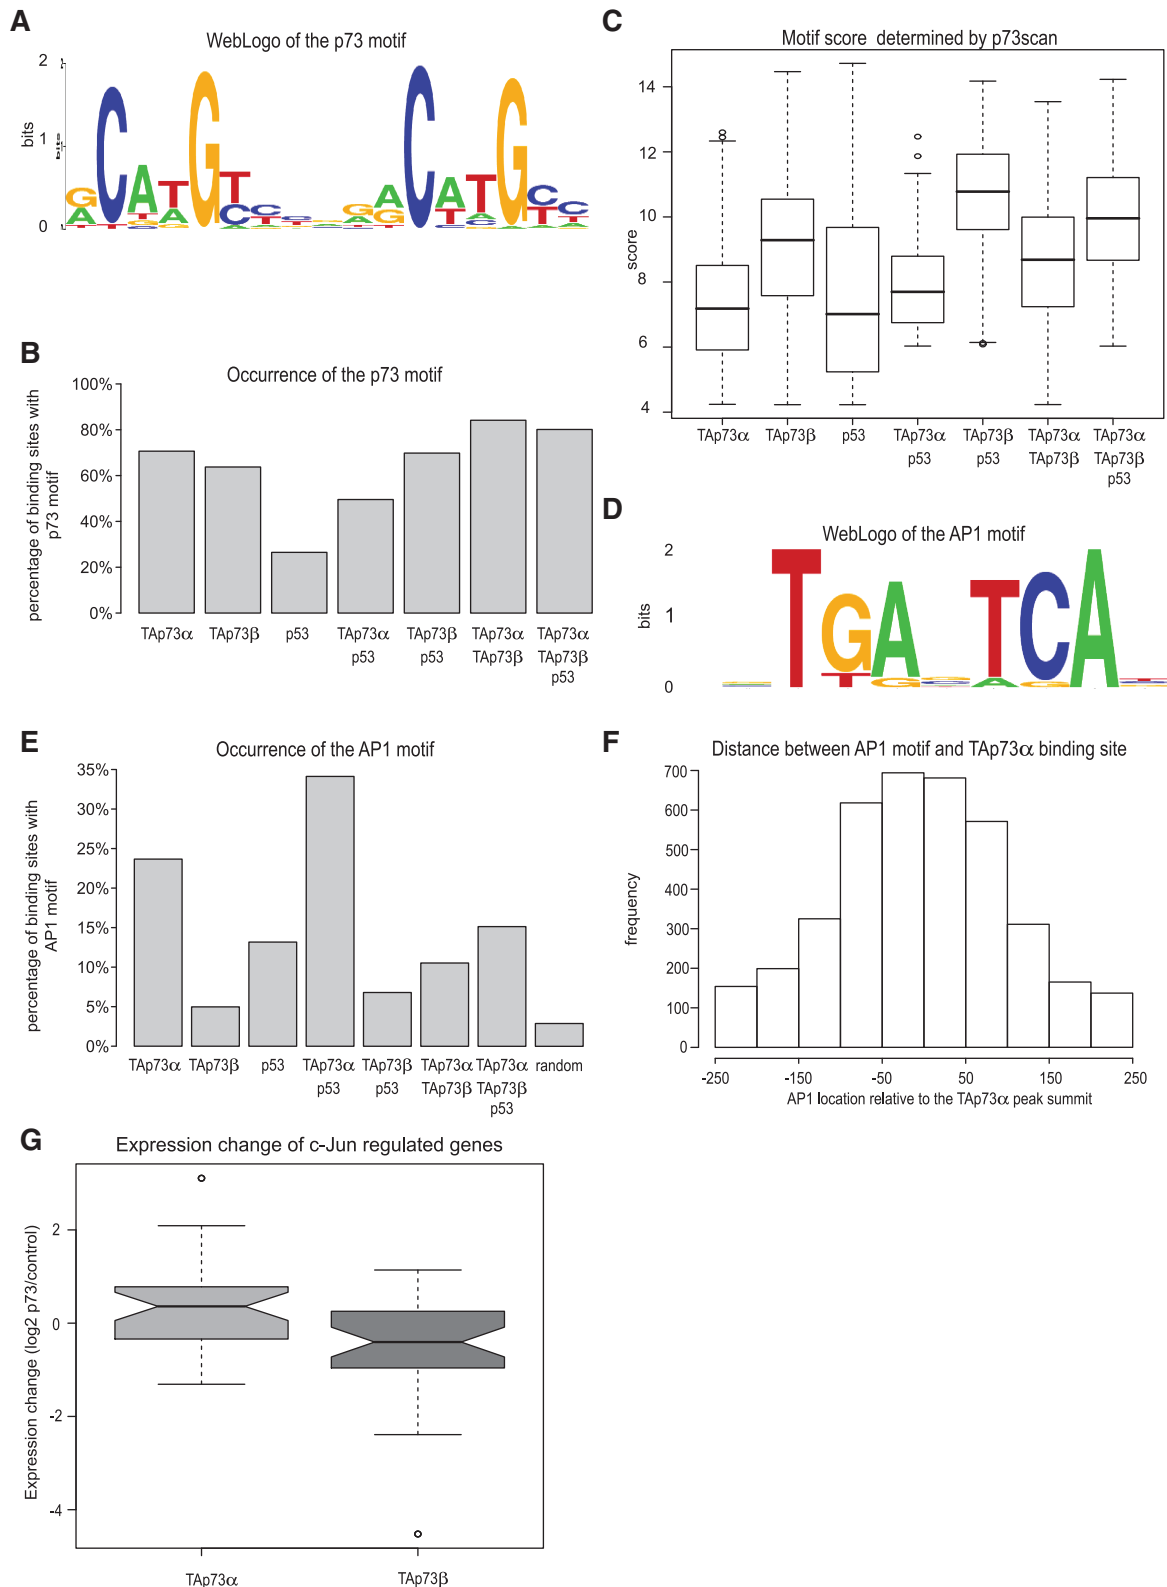 A
WebLogo of the p73 motif
2
1
0
bits
bits
B
Occurrence of the p73 motif
percentage of binding sites with
p73 motif
100%
80%
60%
40%
20%
0%
TAp73α TAp73β p53 TAp73α TAp73β TAp73α TAp73α
p53 p53 TAp73β TAp73β
p53
C
Motif score determined by p73scan
score
14
12
10
8
6
4
TAp73α TAp73β p53 TAp73α TAp73β TAp73α TAp73α
p53 p53 TAp73β TAp73β
p53
D
WebLogo of the AP1 motif
2
1
0
bits
TGA TCA
E
Occurrence of the AP1 motif
percentage of binding sites with
AP1 motif
35%
30%
25%
20%
15%
10%
5%
0%
TAp73α TAp73β p53 TAp73α TAp73β TAp73α TAp73α random
p53 p53 TAp73β TAp73β
p53
F
Distance between AP1 motif and TAp73α binding site
frequency
700
600
500
400
300
200
100
0
-250 -150 -50 50 150 250
AP1 location relative to the TAp73α peak summit
G
Expression change of c-Jun regulated genes
Expression change (log2 p73/control)
2
0
-2
-4
TAp73α TAp73β